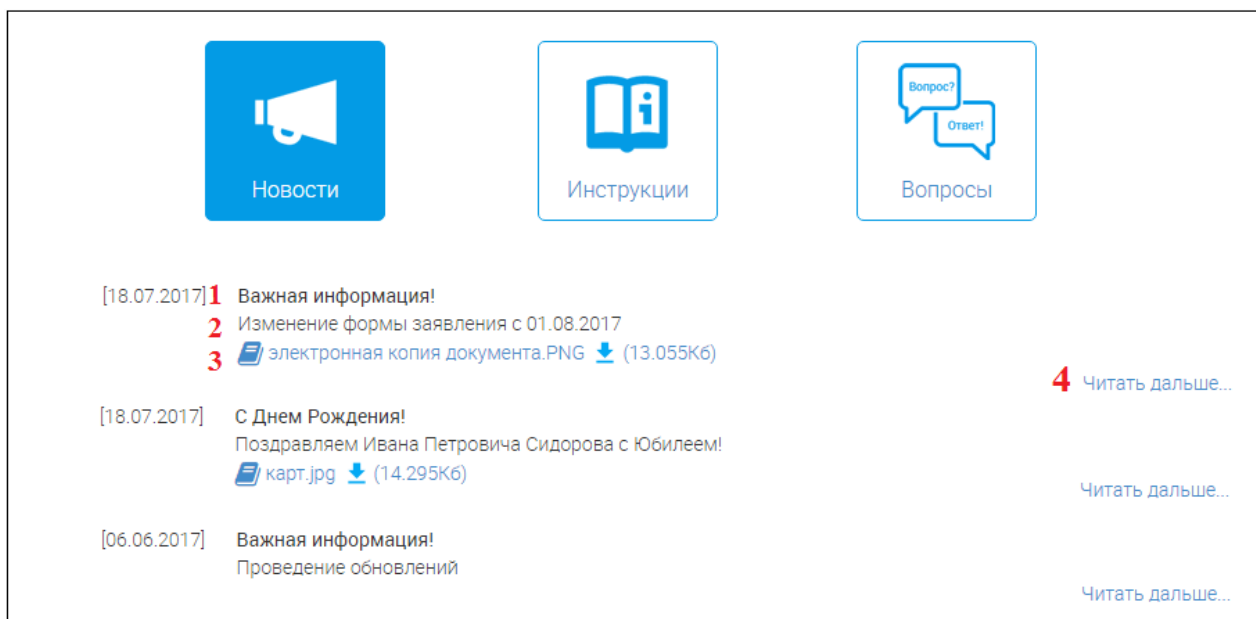 Вопрос?
Ответ!
Новости
Инструкции
Вопросы
[18.07.2017] 1 Важная информация!
2 Изменение формы заявления с 01.08.2017
3 электронная копия документа.PNG (13.055Кб)
4 Читать дальше...
[18.07.2017] С Днем Рождения!
Поздравляем Ивана Петровича Сидорова с Юбилеем!
карт.jpg (14.295Кб)
Читать дальше...
[06.06.2017] Важная информация!
Проведение обновлений
Читать дальше...